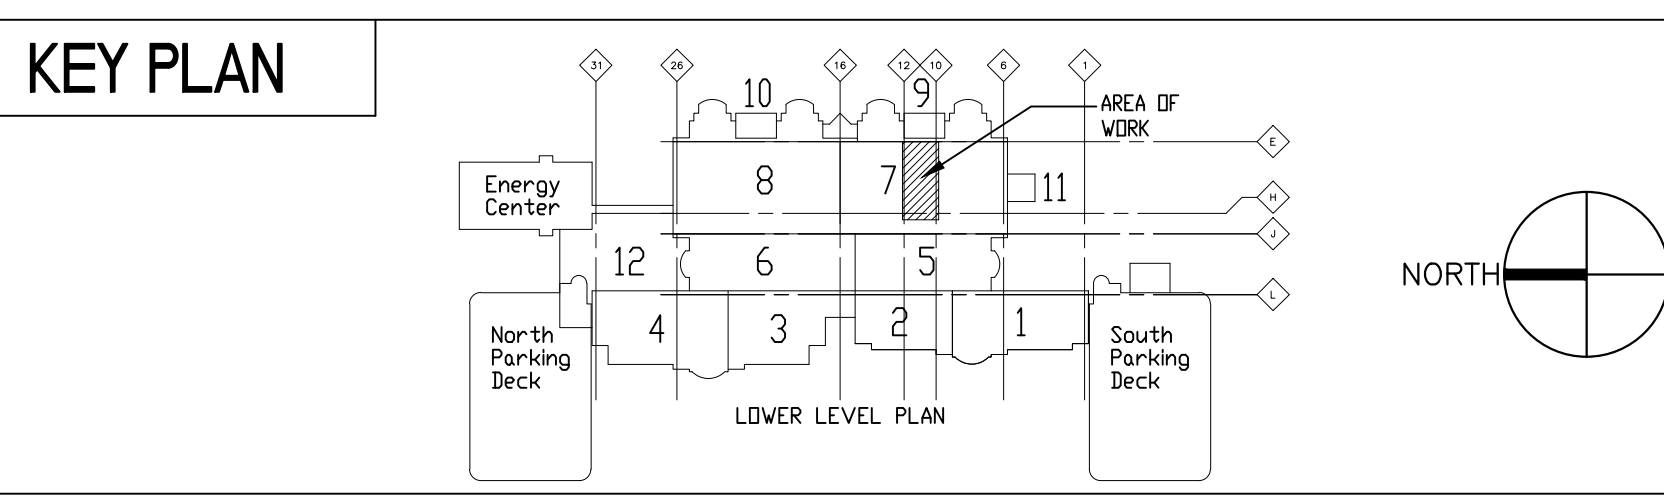 KEY PLAN
31
26
16
12
10
6
1
10
9
AREA OF
WORK
E
Energy
Center
8
7
11
H
J
12
6
5
NORTH
L
North
Parking
Deck
4
3
2
1
South
Parking
Deck
LOWER LEVEL PLAN